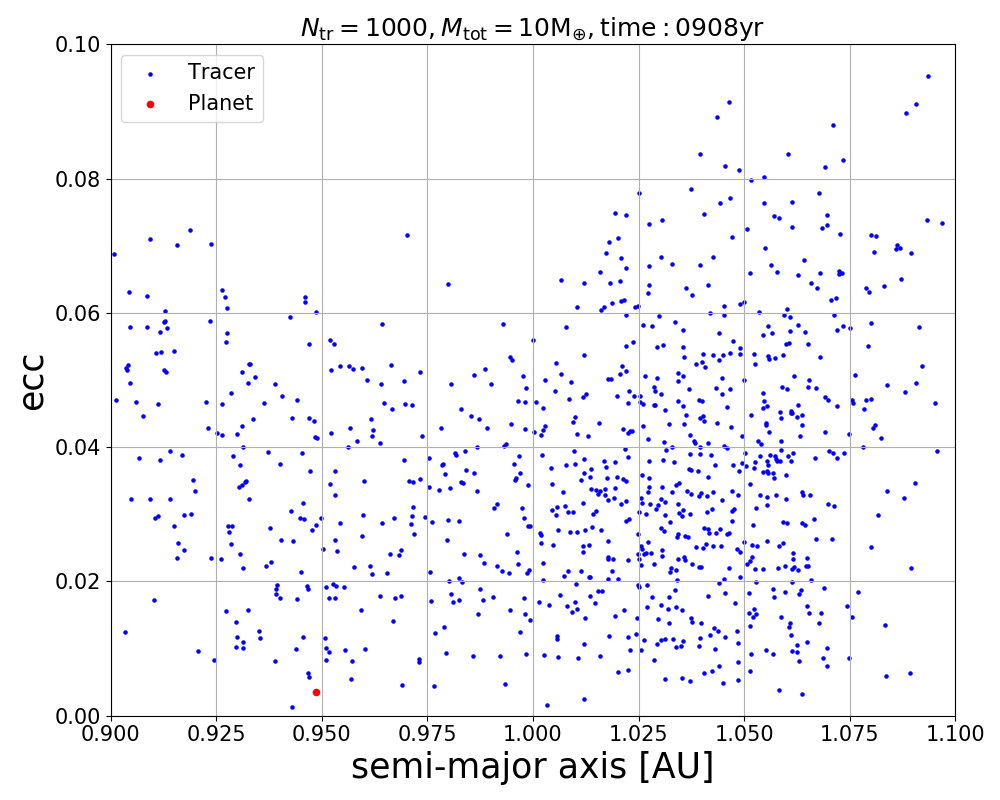 N_tr = 1000, M_tot = 10M_⊕, time : 0908yr
0.10
Tracer
Planet
0.08
0.06
ecc
0.04
0.02
0.00
0.900 0.925 0.950 0.975 1.000 1.025 1.050 1.075 1.100
semi-major axis [AU]